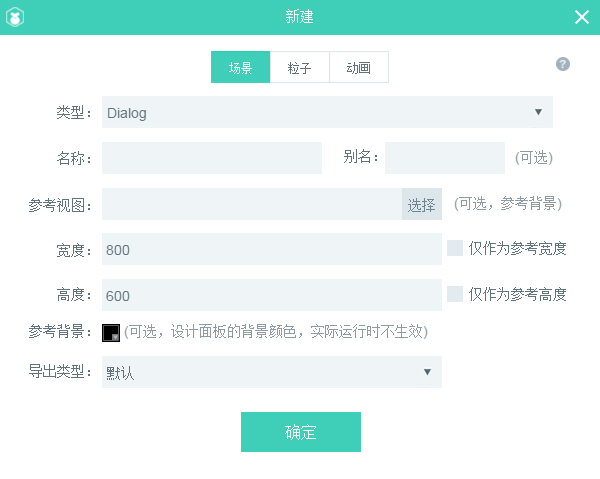 新建
场景 粒子 动画
?
类型： Dialog
名称： 别名： (可选)
参考视图： 选择 (可选，参考背景)
宽度： 800 仅作为参考宽度
高度： 600 仅作为参考高度
参考背景： (可选，设计面板的背景颜色，实际运行时不生效)
导出类型： 默认
确定